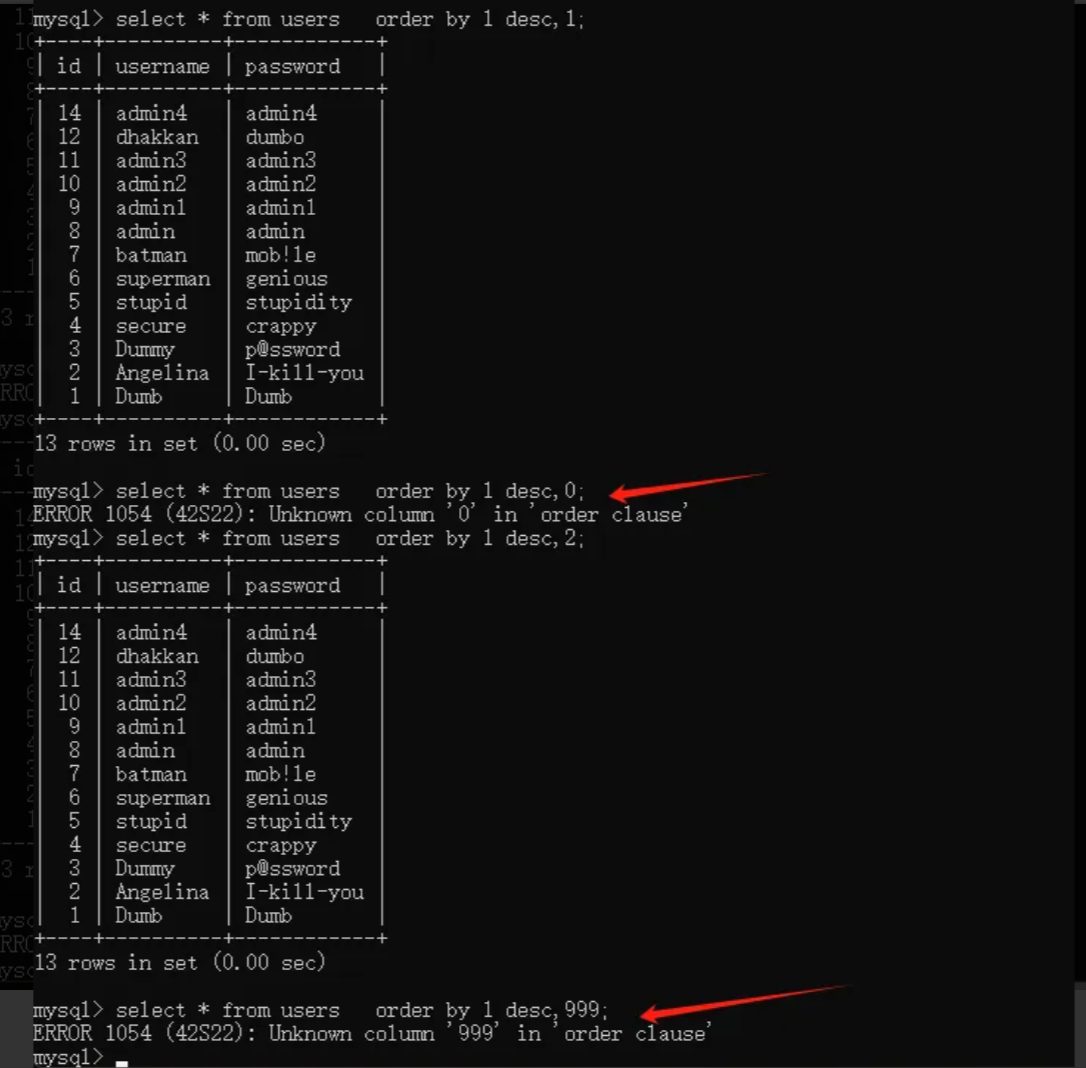 mysql> select * from users   order by 1 desc,1;
+----+----------+------------+
| id | username | password   |
+----+----------+------------+
| 14 | admin4   | admin4     |
| 12 | dhakkan  | dumbo      |
| 11 | admin3   | admin3     |
| 10 | admin2   | admin2     |
|  9 | admin1   | admin1     |
|  8 | admin    | admin      |
|  7 | batman   | mob!le     |
|  6 | superman | genious    |
|  5 | stupid   | stupidity  |
|  4 | secure   | crappy     |
|  3 | Dummy    | p@ssword   |
|  2 | Angelina | I-kill-you |
|  1 | Dumb     | Dumb       |
+----+----------+------------+
13 rows in set (0.00 sec)
mysql> select * from users   order by 1 desc,0;
ERROR 1054 (42S22): Unknown column '0' in 'order clause'
mysql> select * from users   order by 1 desc,2;
+----+----------+------------+
| id | username | password   |
+----+----------+------------+
| 14 | admin4   | admin4     |
| 12 | dhakkan  | dumbo      |
| 11 | admin3   | admin3     |
| 10 | admin2   | admin2     |
|  9 | admin1   | admin1     |
|  8 | admin    | admin      |
|  7 | batman   | mob!le     |
|  6 | superman | genious    |
|  5 | stupid   | stupidity  |
|  4 | secure   | crappy     |
|  3 | Dummy    | p@ssword   |
|  2 | Angelina | I-kill-you |
|  1 | Dumb     | Dumb       |
+----+----------+------------+
13 rows in set (0.00 sec)
mysql> select * from users   order by 1 desc,999;
ERROR 1054 (42S22): Unknown column '999' in 'order clause'
mysql>